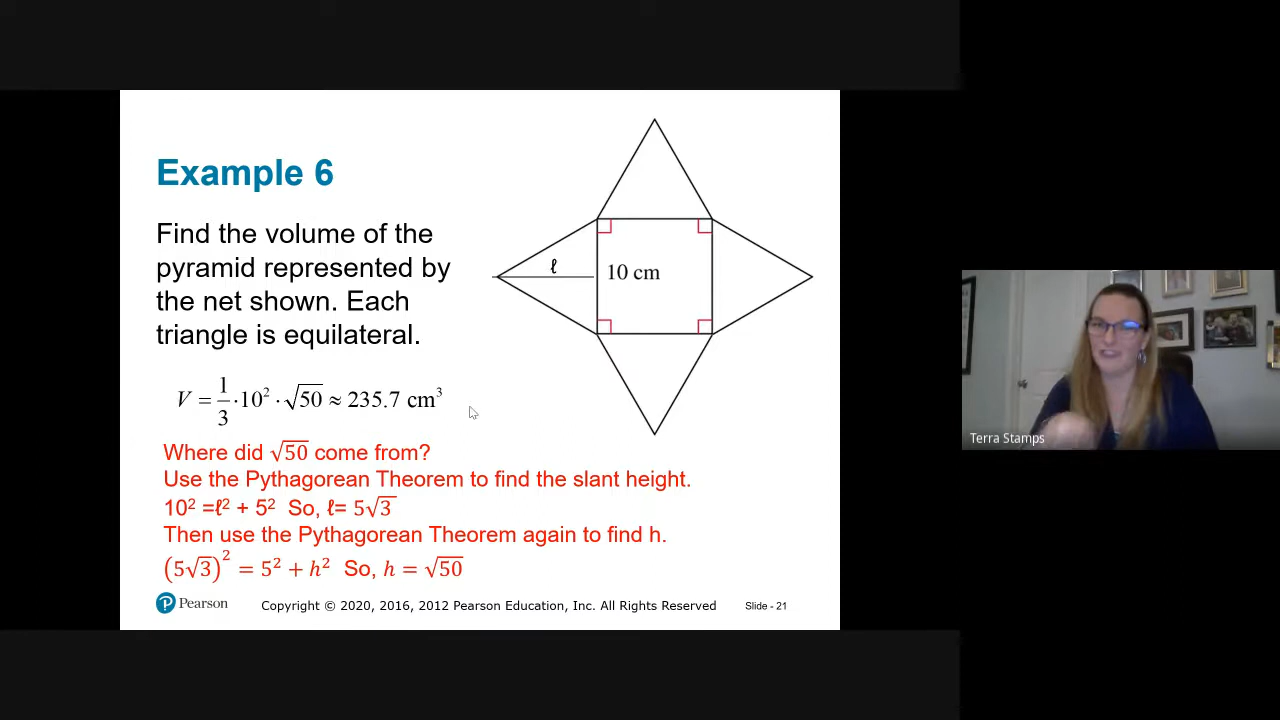 Example 6
Find the volume of the
pyramid represented by
the net shown. Each
triangle is equilateral.
ℓ
10 cm
V = 1/3 · 10² · √50 ≈ 235.7 cm³
Where did √50 come from?
Use the Pythagorean Theorem to find the slant height.
10² =ℓ² + 5² So, ℓ= 5√3
Then use the Pythagorean Theorem again to find h.
(5√3)² = 5² + h² So, h = √50
P Pearson
Copyright © 2020, 2016, 2012 Pearson Education, Inc. All Rights Reserved
Slide - 21
Terra Stamps